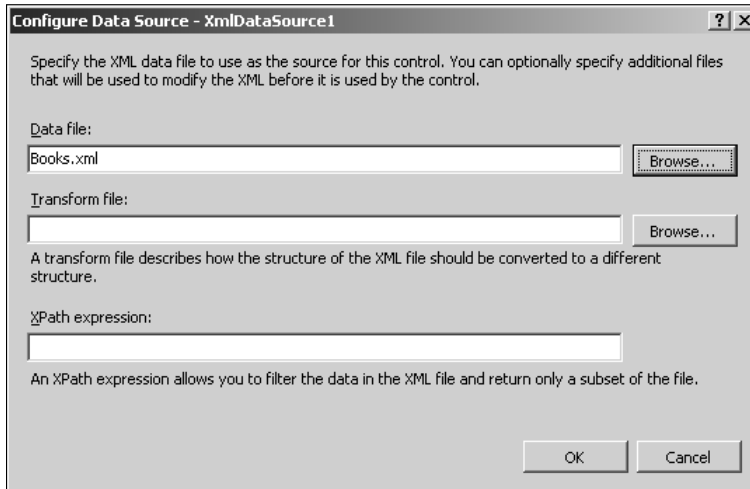 Configure Data Source - XmlDataSource1
Specify the XML data file to use as the source for this control. You can optionally specify additional files
that will be used to modify the XML before it is used by the control.
Data file:
Books.xml
Browse...
Transform file:
Browse...
A transform file describes how the structure of the XML file should be converted to a different
structure.
XPath expression:
An XPath expression allows you to filter the data in the XML file and return only a subset of the file.
OK
Cancel